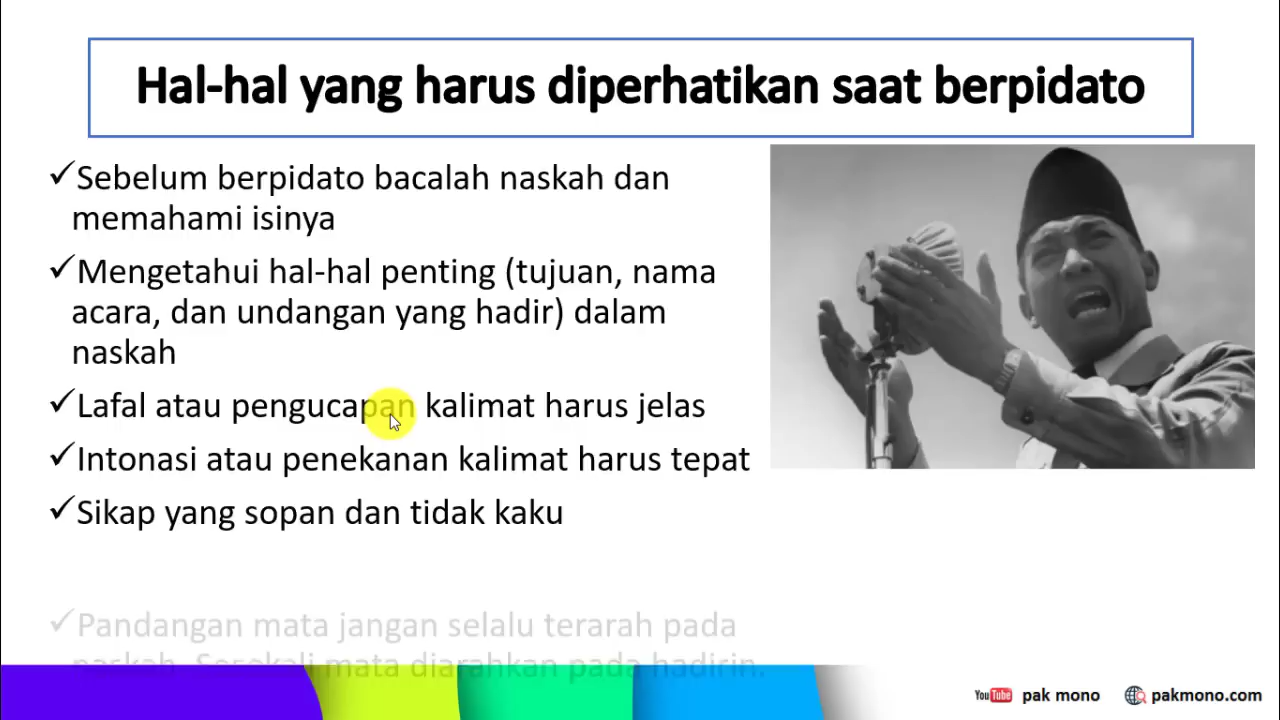 Hal-hal yang harus diperhatikan saat berpidato
✓Sebelum berpidato bacalah naskah dan
memahami isinya
✓Mengetahui hal-hal penting (tujuan, nama
acara, dan undangan yang hadir) dalam
naskah
✓Lafal atau pengucapan kalimat harus jelas
✓Intonasi atau penekanan kalimat harus tepat
✓Sikap yang sopan dan tidak kaku
✓Pandangan mata jangan selalu terarah pada
naskah. Sesekali mata diarahkan pada hadirin.
YouTube pak mono pakmono.com